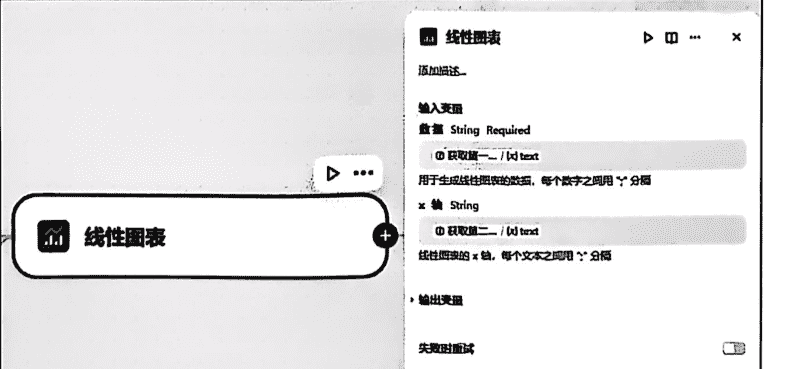 线性图表
线性图表
添加描述...
输入变量
数据 String Required
获取第一... / {x} text
用于生成线性图表的数据，每个数字之间用 ";" 分隔
x 轴 String
获取第二... / {x} text
线性图表的 x 轴，每个文本之间用 ";" 分隔
输出变量
失败时重试